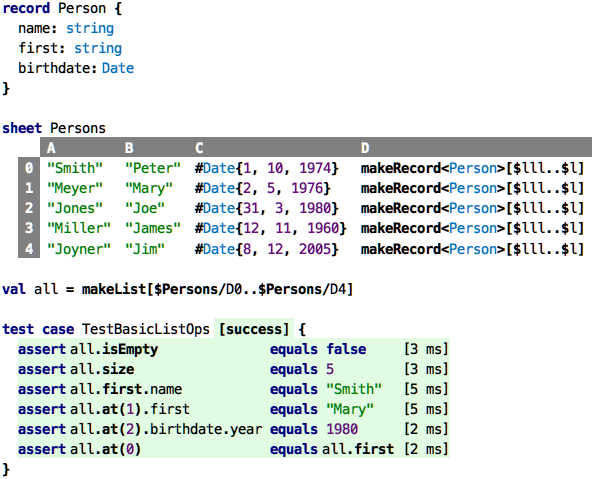 record Person {
name: string
first: string
birthdate: Date
}
sheet Persons
A B C D
0 "Smith" "Peter" #Date{1, 10, 1974} makeRecord<Person>[$lll..$l]
1 "Meyer" "Mary" #Date{2, 5, 1976} makeRecord<Person>[$lll..$l]
2 "Jones" "Joe" #Date{31, 3, 1980} makeRecord<Person>[$lll..$l]
3 "Miller" "James" #Date{12, 11, 1960} makeRecord<Person>[$lll..$l]
4 "Joyner" "Jim" #Date{8, 12, 2005} makeRecord<Person>[$lll..$l]
val all = makeList[$Persons/D0..$Persons/D4]
test case TestBasicListOps [success] {
assert all.isEmpty equals false [3 ms]
assert all.size equals 5 [3 ms]
assert all.first.name equals "Smith" [5 ms]
assert all.at(1).first equals "Mary" [5 ms]
assert all.at(2).birthdate.year equals 1980 [2 ms]
assert all.at(0) equals all.first [2 ms]
}